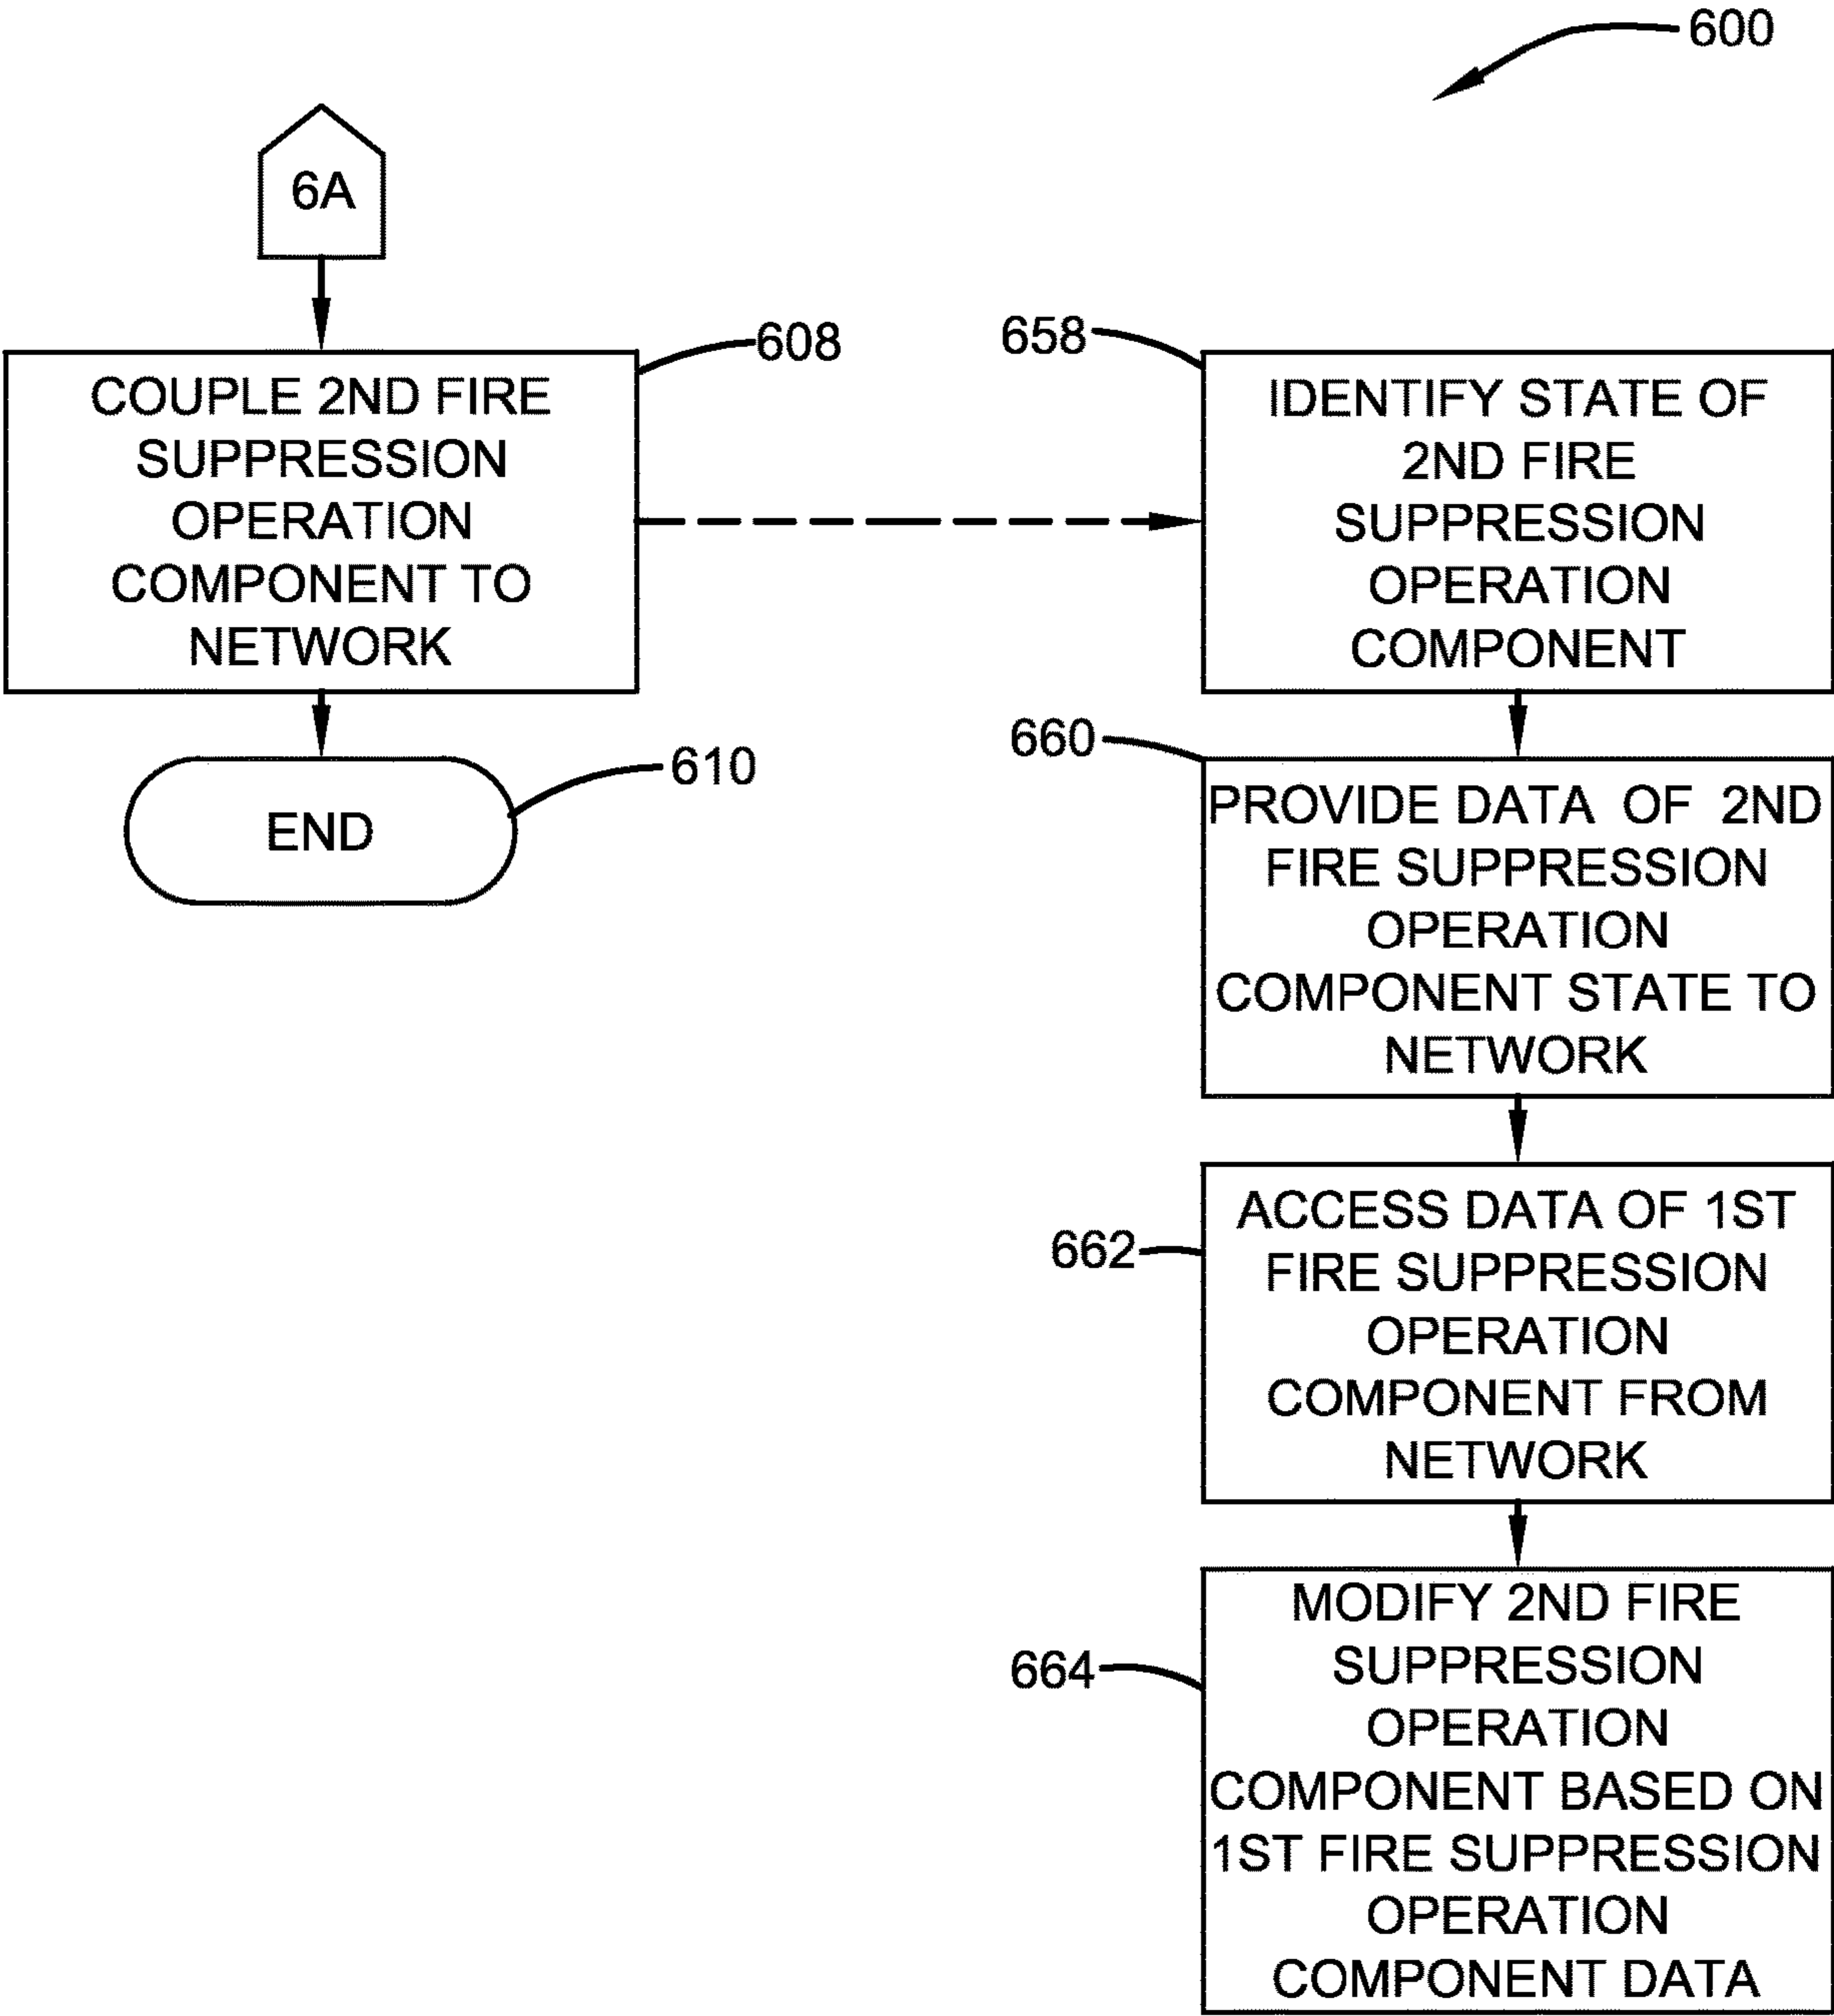 600
6A
608
COUPLE 2ND FIRE
SUPPRESSION
OPERATION
COMPONENT TO
NETWORK
610
END
658
IDENTIFY STATE OF
2ND FIRE
SUPPRESSION
OPERATION
COMPONENT
660
PROVIDE DATA OF 2ND
FIRE SUPPRESSION
OPERATION
COMPONENT STATE TO
NETWORK
662
ACCESS DATA OF 1ST
FIRE SUPPRESSION
OPERATION
COMPONENT FROM
NETWORK
664
MODIFY 2ND FIRE
SUPPRESSION
OPERATION
COMPONENT BASED ON
1ST FIRE SUPPRESSION
OPERATION
COMPONENT DATA